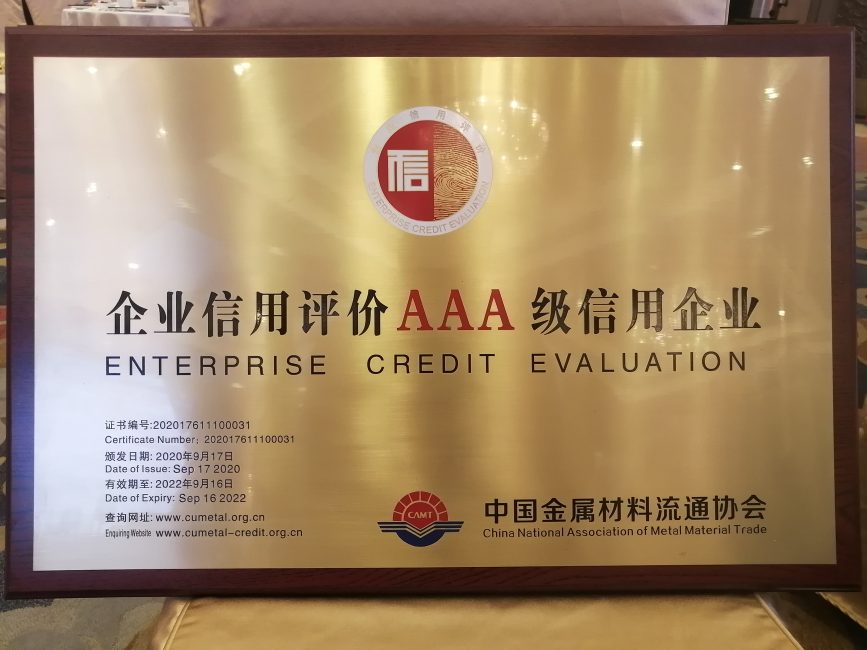 信用评价
信
ENTERPRISE CREDIT EVALUATION
企业信用评价AAA级信用企业
ENTERPRISE CREDIT EVALUATION
证书编号:202017611100031
Certificate Number: 202017611100031
颁发日期: 2020年9月17日
Date of Issue: Sep 17 2020
有效期至: 2022年9月16日
Date of Expiry: Sep 16 2022
查询网址: www.cumetal.org.cn
Enquiring Website www.cumetal-credit.org.cn
CAMT
中国金属材料流通协会
China National Association of Metal Material Trade